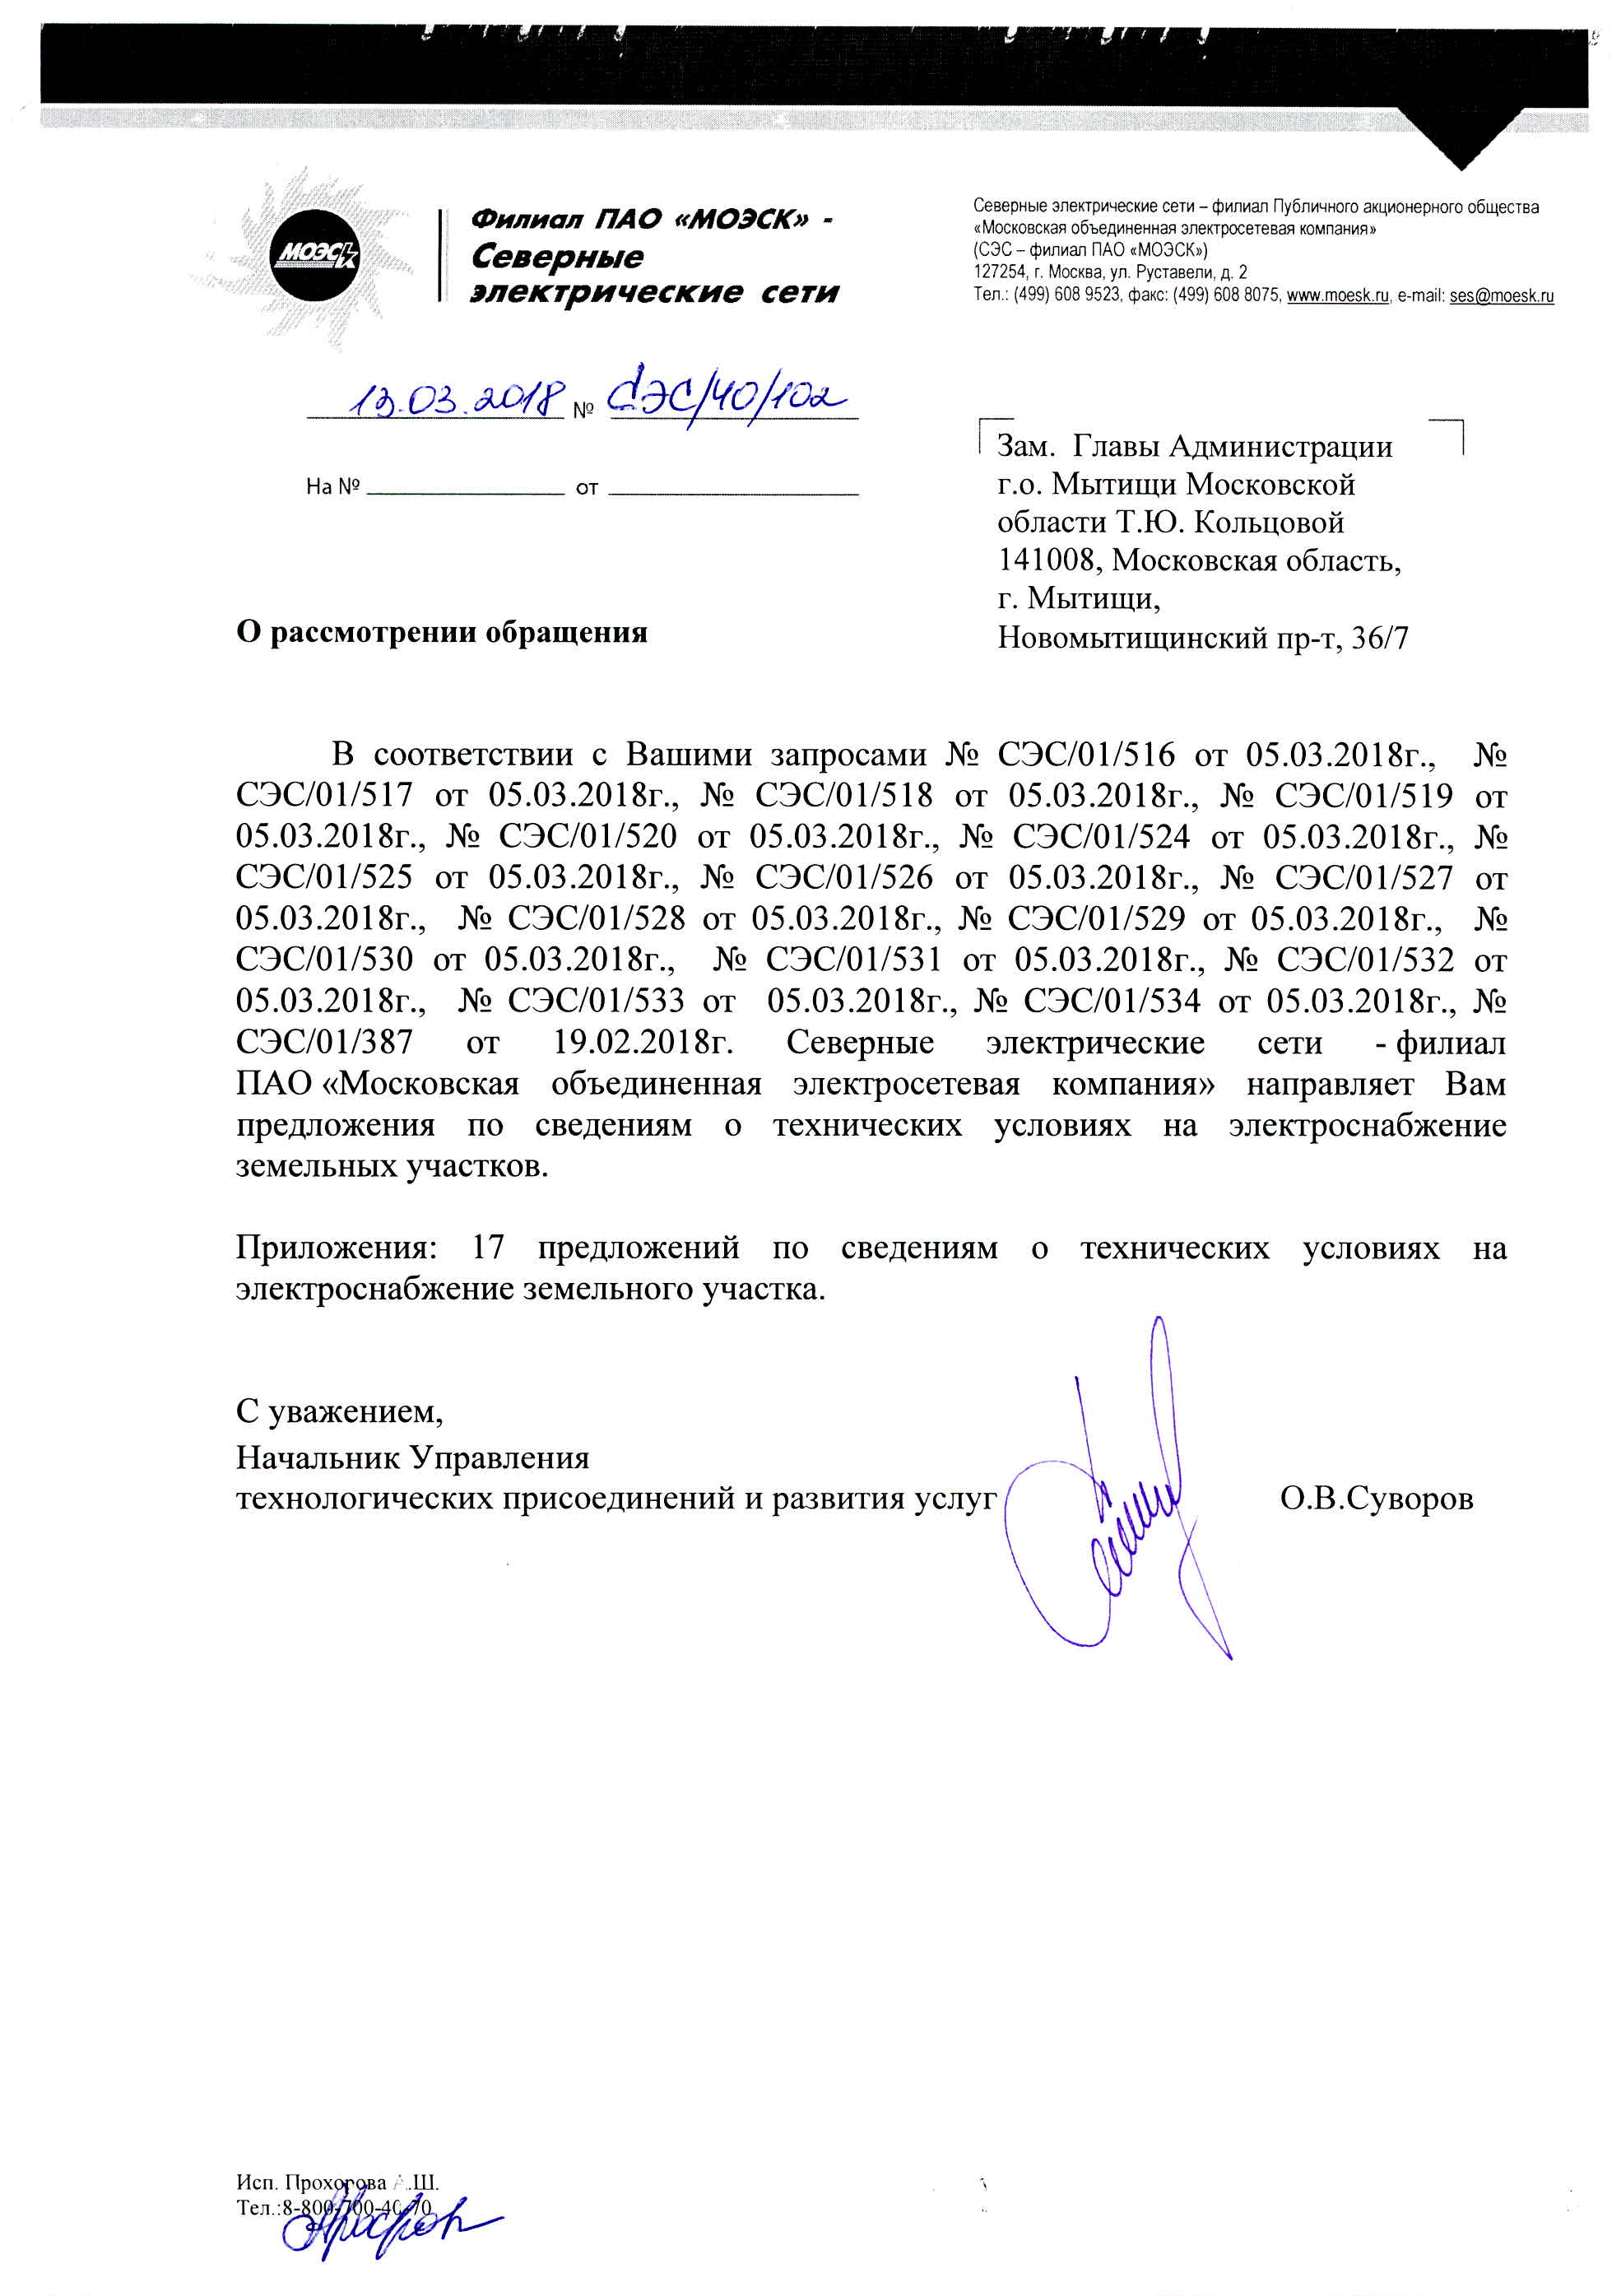 МОЭСК
Филиал ПАО «МОЭСК» -
Северные
электрические сети
Северные электрические сети – филиал Публичного акционерного общества
«Московская объединенная электросетевая компания»
(СЭС – филиал ПАО «МОЭСК»)
127254, г. Москва, ул. Руставели, д. 2
Тел.: (499) 608 9523, факс: (499) 608 8075, www.moesk.ru, e-mail: ses@moesk.ru
13.03.2018 № СЭС/40/102
На № от
Зам. Главы Администрации
г.о. Мытищи Московской
области Т.Ю. Кольцовой
141008, Московская область,
г. Мытищи,
Новомытищинский пр-т, 36/7
О рассмотрении обращения
В соответствии с Вашими запросами № СЭС/01/516 от 05.03.2018г., №
СЭС/01/517 от 05.03.2018г., № СЭС/01/518 от 05.03.2018г., № СЭС/01/519 от
05.03.2018г., № СЭС/01/520 от 05.03.2018г., № СЭС/01/524 от 05.03.2018г., №
СЭС/01/525 от 05.03.2018г., № СЭС/01/526 от 05.03.2018г., № СЭС/01/527 от
05.03.2018г., № СЭС/01/528 от 05.03.2018г., № СЭС/01/529 от 05.03.2018г., №
СЭС/01/530 от 05.03.2018г., № СЭС/01/531 от 05.03.2018г., № СЭС/01/532 от
05.03.2018г., № СЭС/01/533 от 05.03.2018г., № СЭС/01/534 от 05.03.2018г., №
СЭС/01/387 от 19.02.2018г. Северные электрические сети - филиал
ПАО «Московская объединенная электросетевая компания» направляет Вам
предложения по сведениям о технических условиях на электроснабжение
земельных участков.
Приложения: 17 предложений по сведениям о технических условиях на
электроснабжение земельного участка.
С уважением,
Начальник Управления
технологических присоединений и развития услуг О.В.Суворов
Исп. Прохорова А.Ш.
Тел.:8-800-700-40-70